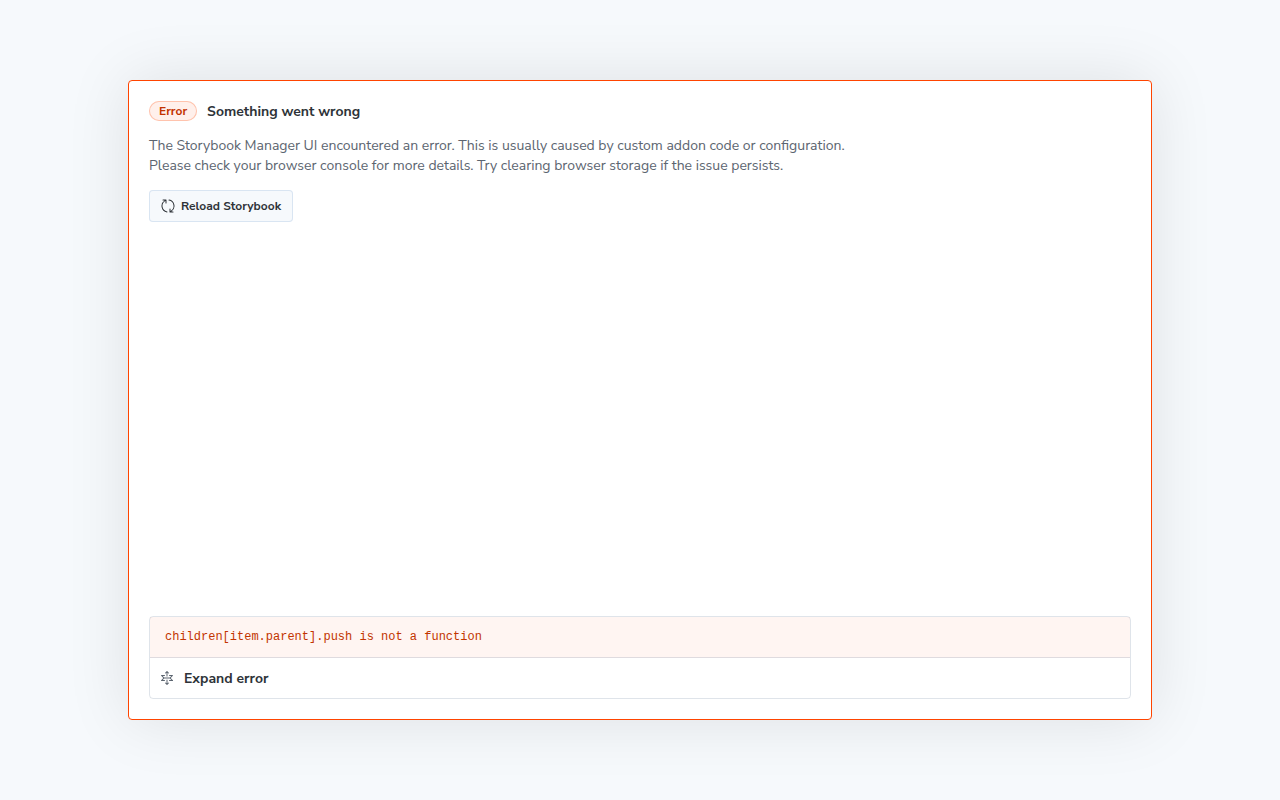 Error Something went wrong
The Storybook Manager UI encountered an error. This is usually caused by custom addon code or configuration.
Please check your browser console for more details. Try clearing browser storage if the issue persists.
Reload Storybook
children[item.parent].push is not a function
Expand error